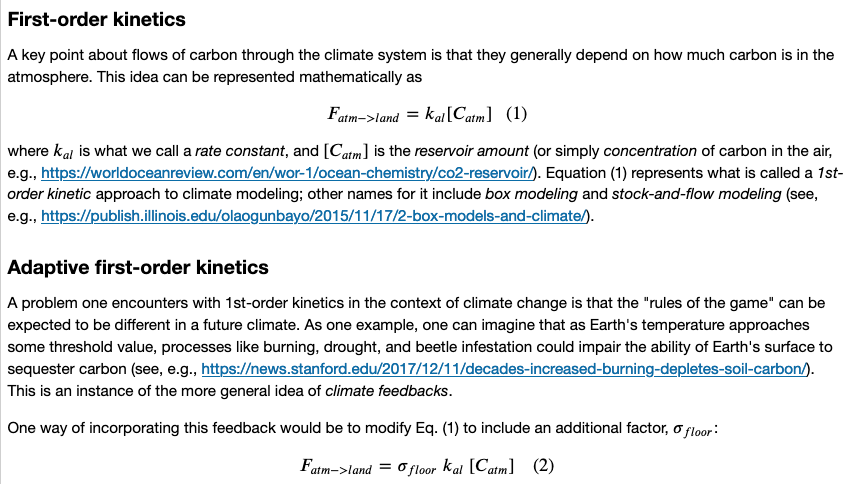 First-order kinetics
A key point about flows of carbon through the climate system is that they generally depend on how much carbon is in the
atmosphere. This idea can be represented mathematically as
F_{atm->land} = k_{al}[C_{atm}] (1)
where k_{al} is what we call a rate constant, and [C_{atm}] is the reservoir amount (or simply concentration of carbon in the air,
e.g., https://worldoceanreview.com/en/wor-1/ocean-chemistry/co2-reservoir/). Equation (1) represents what is called a 1st-
order kinetic approach to climate modeling; other names for it include box modeling and stock-and-flow modeling (see,
e.g., https://publish.illinois.edu/olaogunbayo/2015/11/17/2-box-models-and-climate/).
Adaptive first-order kinetics
A problem one encounters with 1st-order kinetics in the context of climate change is that the "rules of the game" can be
expected to be different in a future climate. As one example, one can imagine that as Earth's temperature approaches
some threshold value, processes like burning, drought, and beetle infestation could impair the ability of Earth's surface to
sequester carbon (see, e.g., https://news.stanford.edu/2017/12/11/decades-increased-burning-depletes-soil-carbon/).
This is an instance of the more general idea of climate feedbacks.
One way of incorporating this feedback would be to modify Eq. (1) to include an additional factor, σ_{floor}:
F_{atm->land} = σ_{floor} k_{al} [C_{atm}] (2)